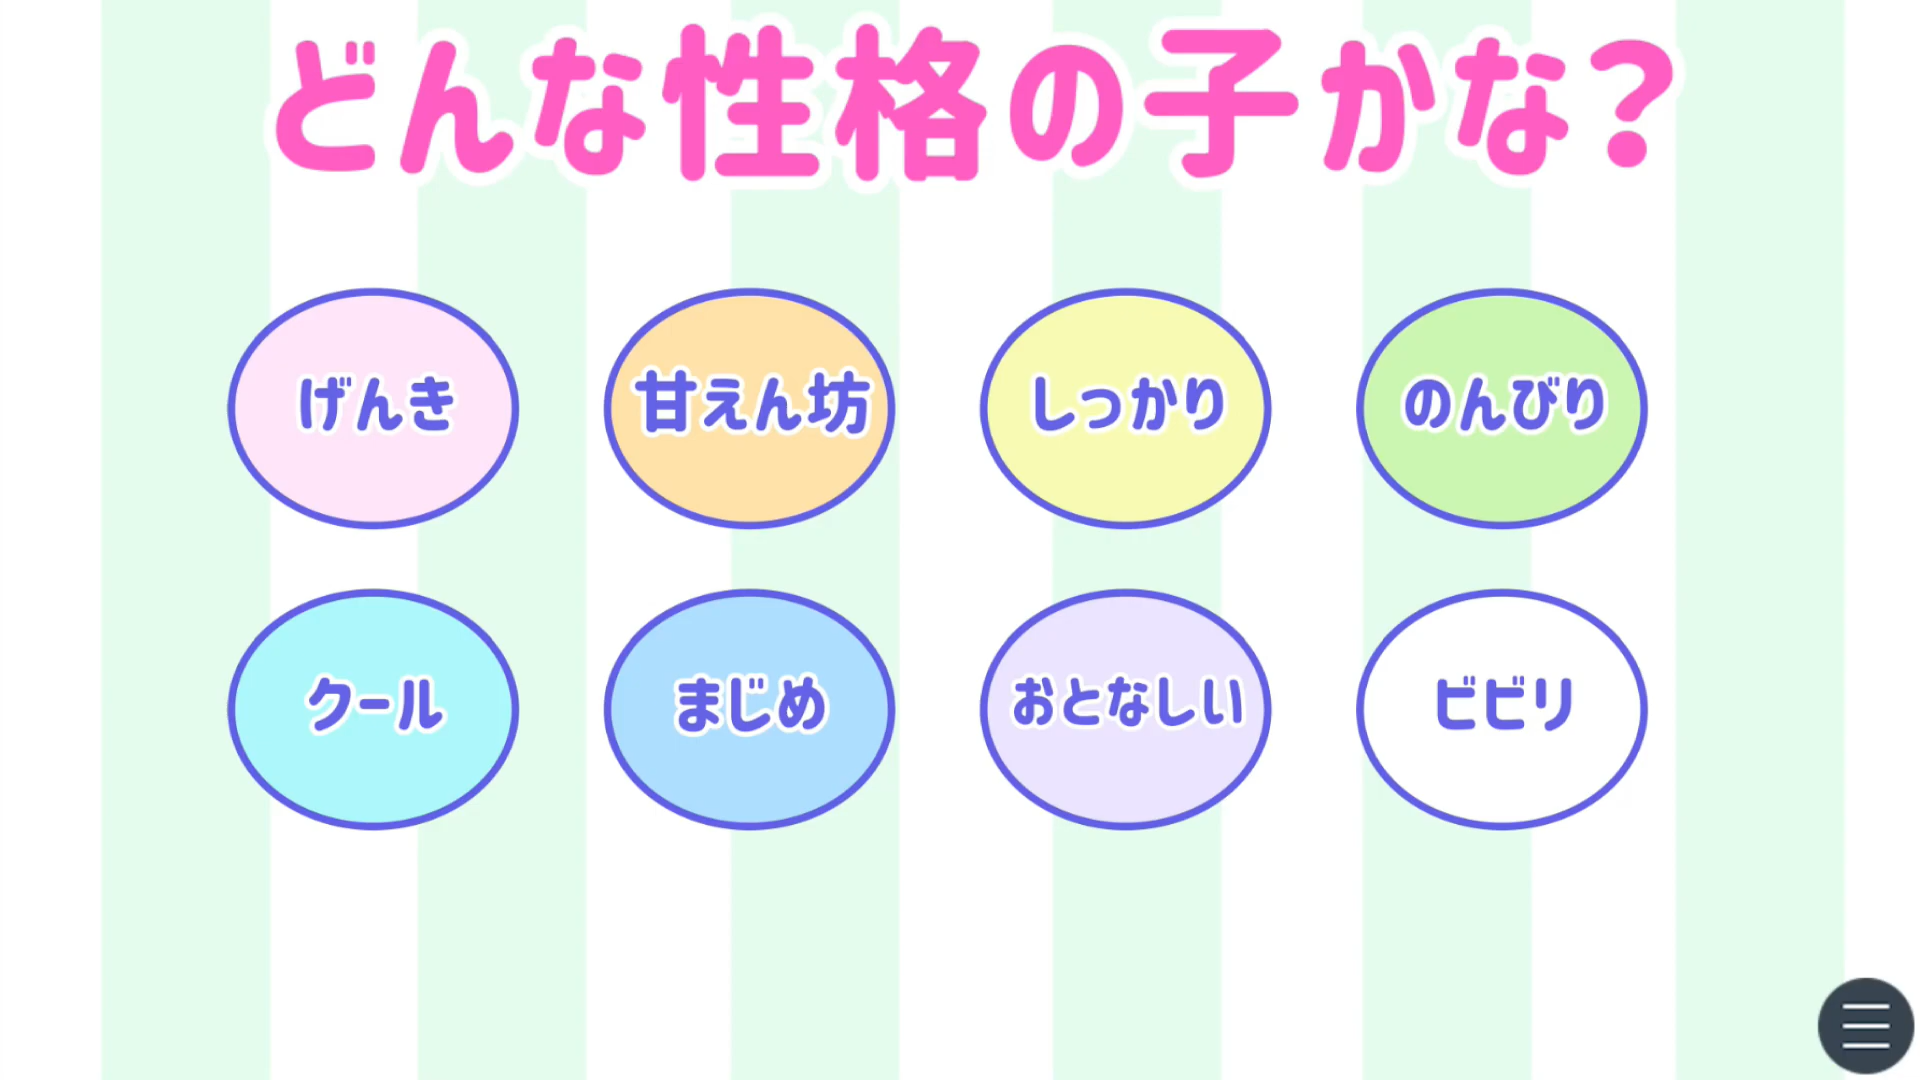 どんな性格の子かな？
げんき
甘えん坊
しっかり
のんびり
クール
まじめ
おとなしい
ビビリ